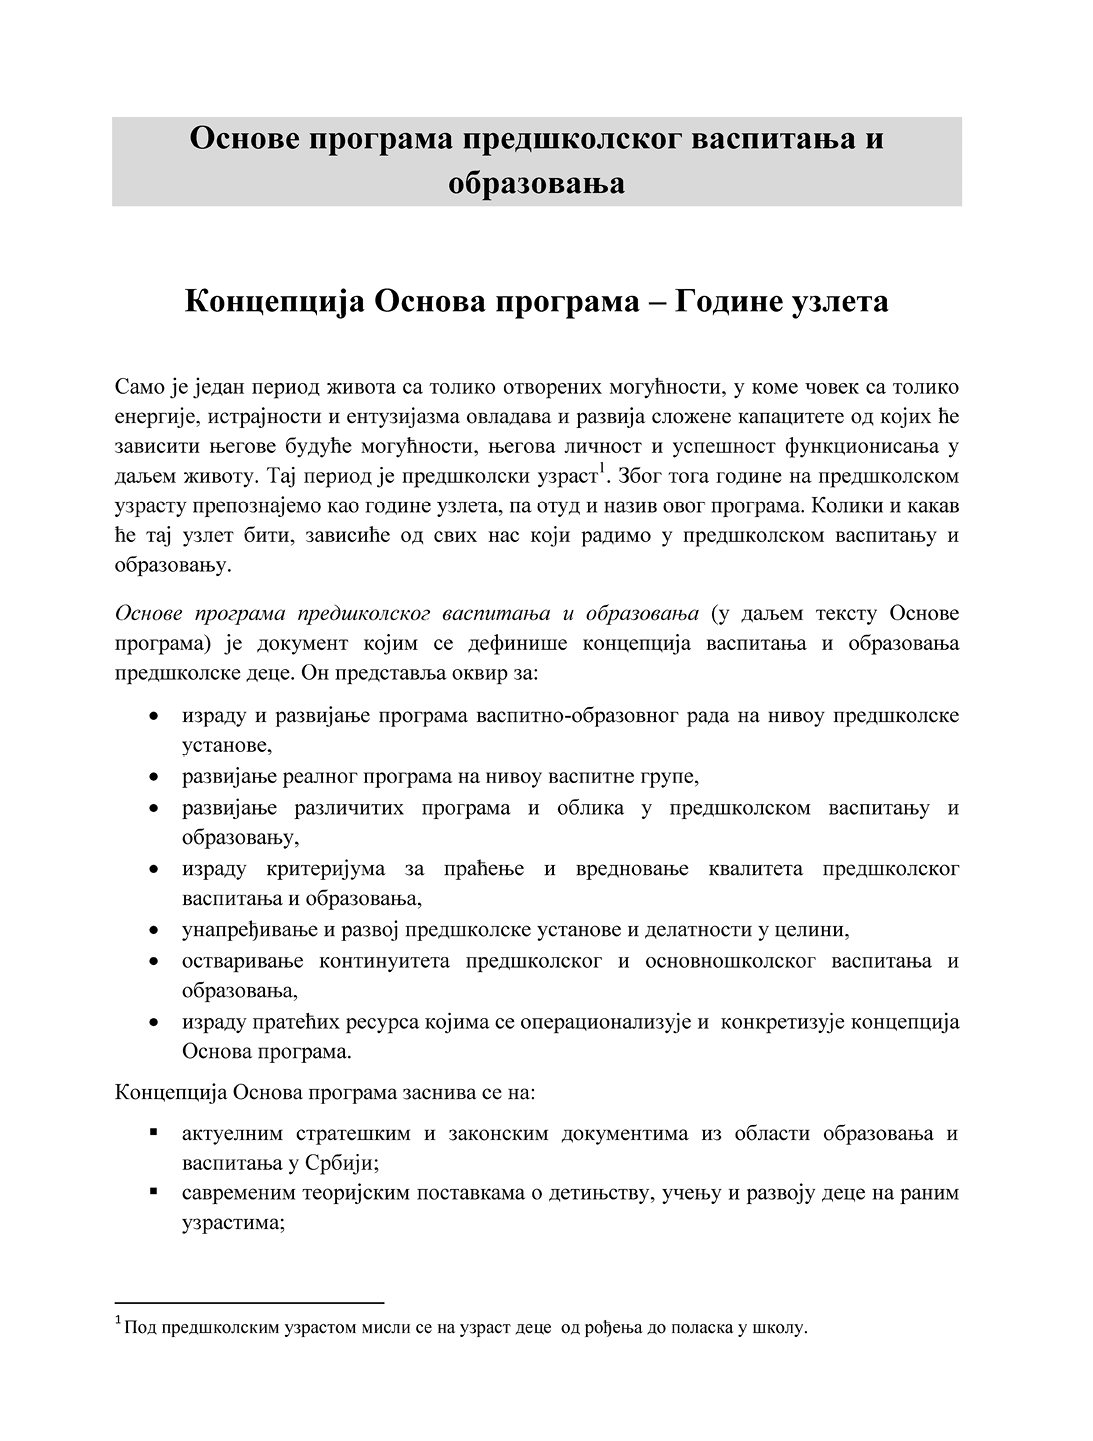 Основе програма предшколског васпитања и
образовања
Концепција Основа програма – Године узлета
Само је један период живота са толико отворених могућности, у коме човек са толико
енергије, истрајности и ентузијазма овладава и развија сложене капацитете од којих ће
зависити његове будуће могућности, његова личност и успешност функционисања у
даљем животу. Тај период је предшколски узраст1. Због тога године на предшколском
узрасту препознајемо као године узлета, па отуд и назив овог програма. Колики и какав
ће тај узлет бити, зависиће од свих нас који радимо у предшколском васпитању и
образовању.
Основе програма предшколског васпитања и образовања (у даљем тексту Основе
програма) је документ којим се дефинише концепција васпитања и образовања
предшколске деце. Он представља оквир за:
• израду и развијање програма васпитно-образовног рада на нивоу предшколске
установе,
• развијање реалног програма на нивоу васпитне групе,
• развијање различитих програма и облика у предшколском васпитању и
образовању,
• израду критеријума за праћење и вредновање квалитета предшколског
васпитања и образовања,
• унапређивање и развој предшколске установе и делатности у целини,
• остваривање континуитета предшколског и основношколског васпитања и
образовања,
• израду пратећих ресурса којима се операционализује и  конкретизује концепција
Основа програма.
Концепција Основа програма заснива се на:
▪ актуелним стратешким и законским документима из области образовања и
васпитања у Србији;
▪ савременим теоријским поставкама о детињству, учењу и развоју деце на раним
узрастима;
1 Под предшколским узрастом мисли се на узраст деце  од рођења до поласка у школу.